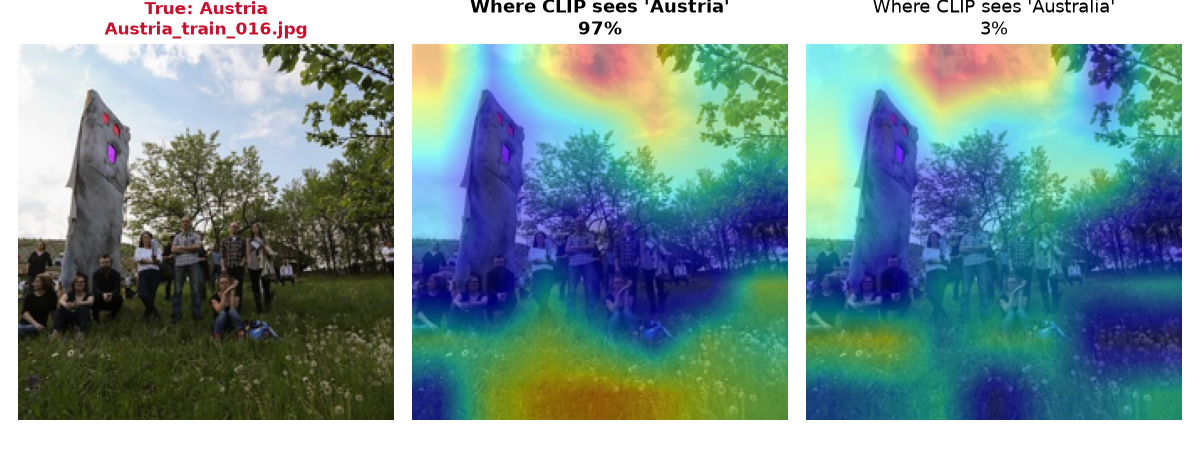 True: Austria
Austria_train_016.jpg
Where CLIP sees 'Austria'
97%
Where CLIP sees 'Australia'
3%